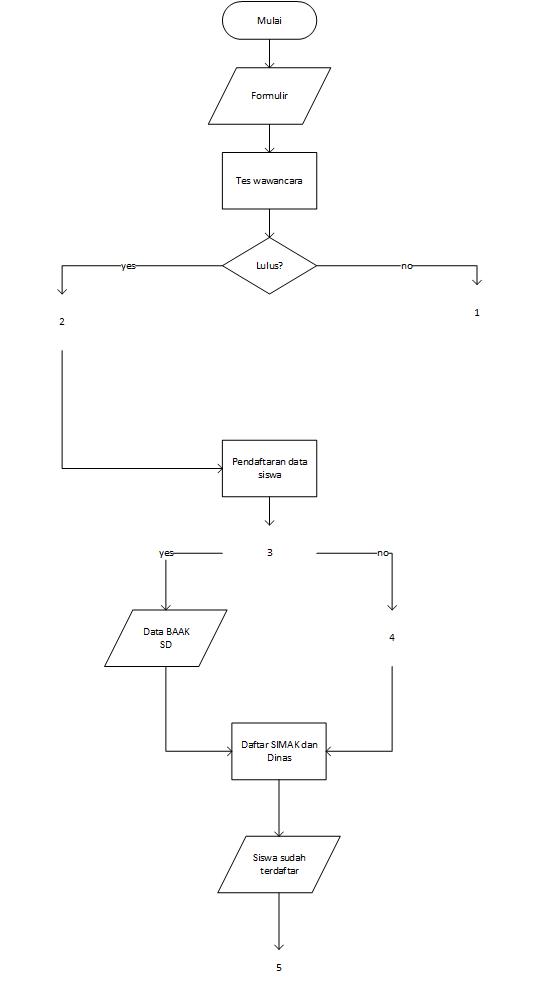 Mulai
Formulir
Tes wawancara
Lulus?
yes
no
2
1
Pendaftaran data
siswa
yes
3
no
Data BAAK
SD
4
Daftar SIMAK dan
Dinas
Siswa sudah
terdaftar
5